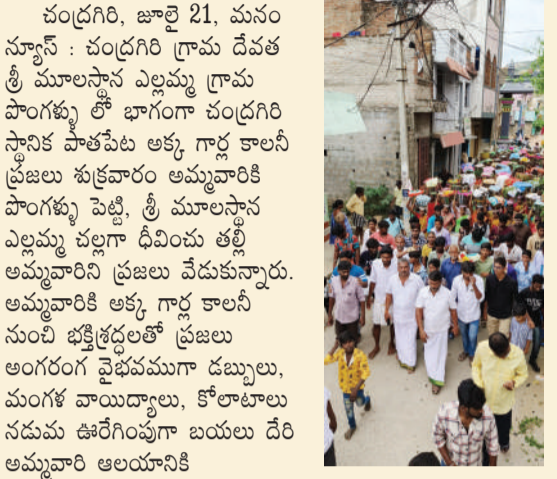 చంద్రగిరి, జూలై 21, మనం
న్యూస్ : చంద్రగిరి గ్రామ దేవత
శ్రీ మూలస్థాన ఎల్లమ్మ గ్రామ
పొంగళ్ళు లో భాగంగా చంద్రగిరి
స్థానిక పాతపేట అక్క గార్ల కాలనీ
ప్రజలు శుక్రవారం అమ్మవారికి
పొంగళ్ళు పెట్టి, శ్రీ మూలస్థాన
ఎల్లమ్మ చల్లగా ధీవించు తల్లి
అమ్మవారిని ప్రజలు వేడుకున్నారు.
అమ్మవారికి అక్క గార్ల కాలనీ
నుంచి భక్తిశ్రద్ధలతో ప్రజలు
అంగరంగ వైభవముగా డబ్బులు,
మంగళ వాయిద్యాలు, కోలాటాలు
నడుమ ఊరేగింపుగా బయలు దేరి
అమ్మవారి ఆలయానికి